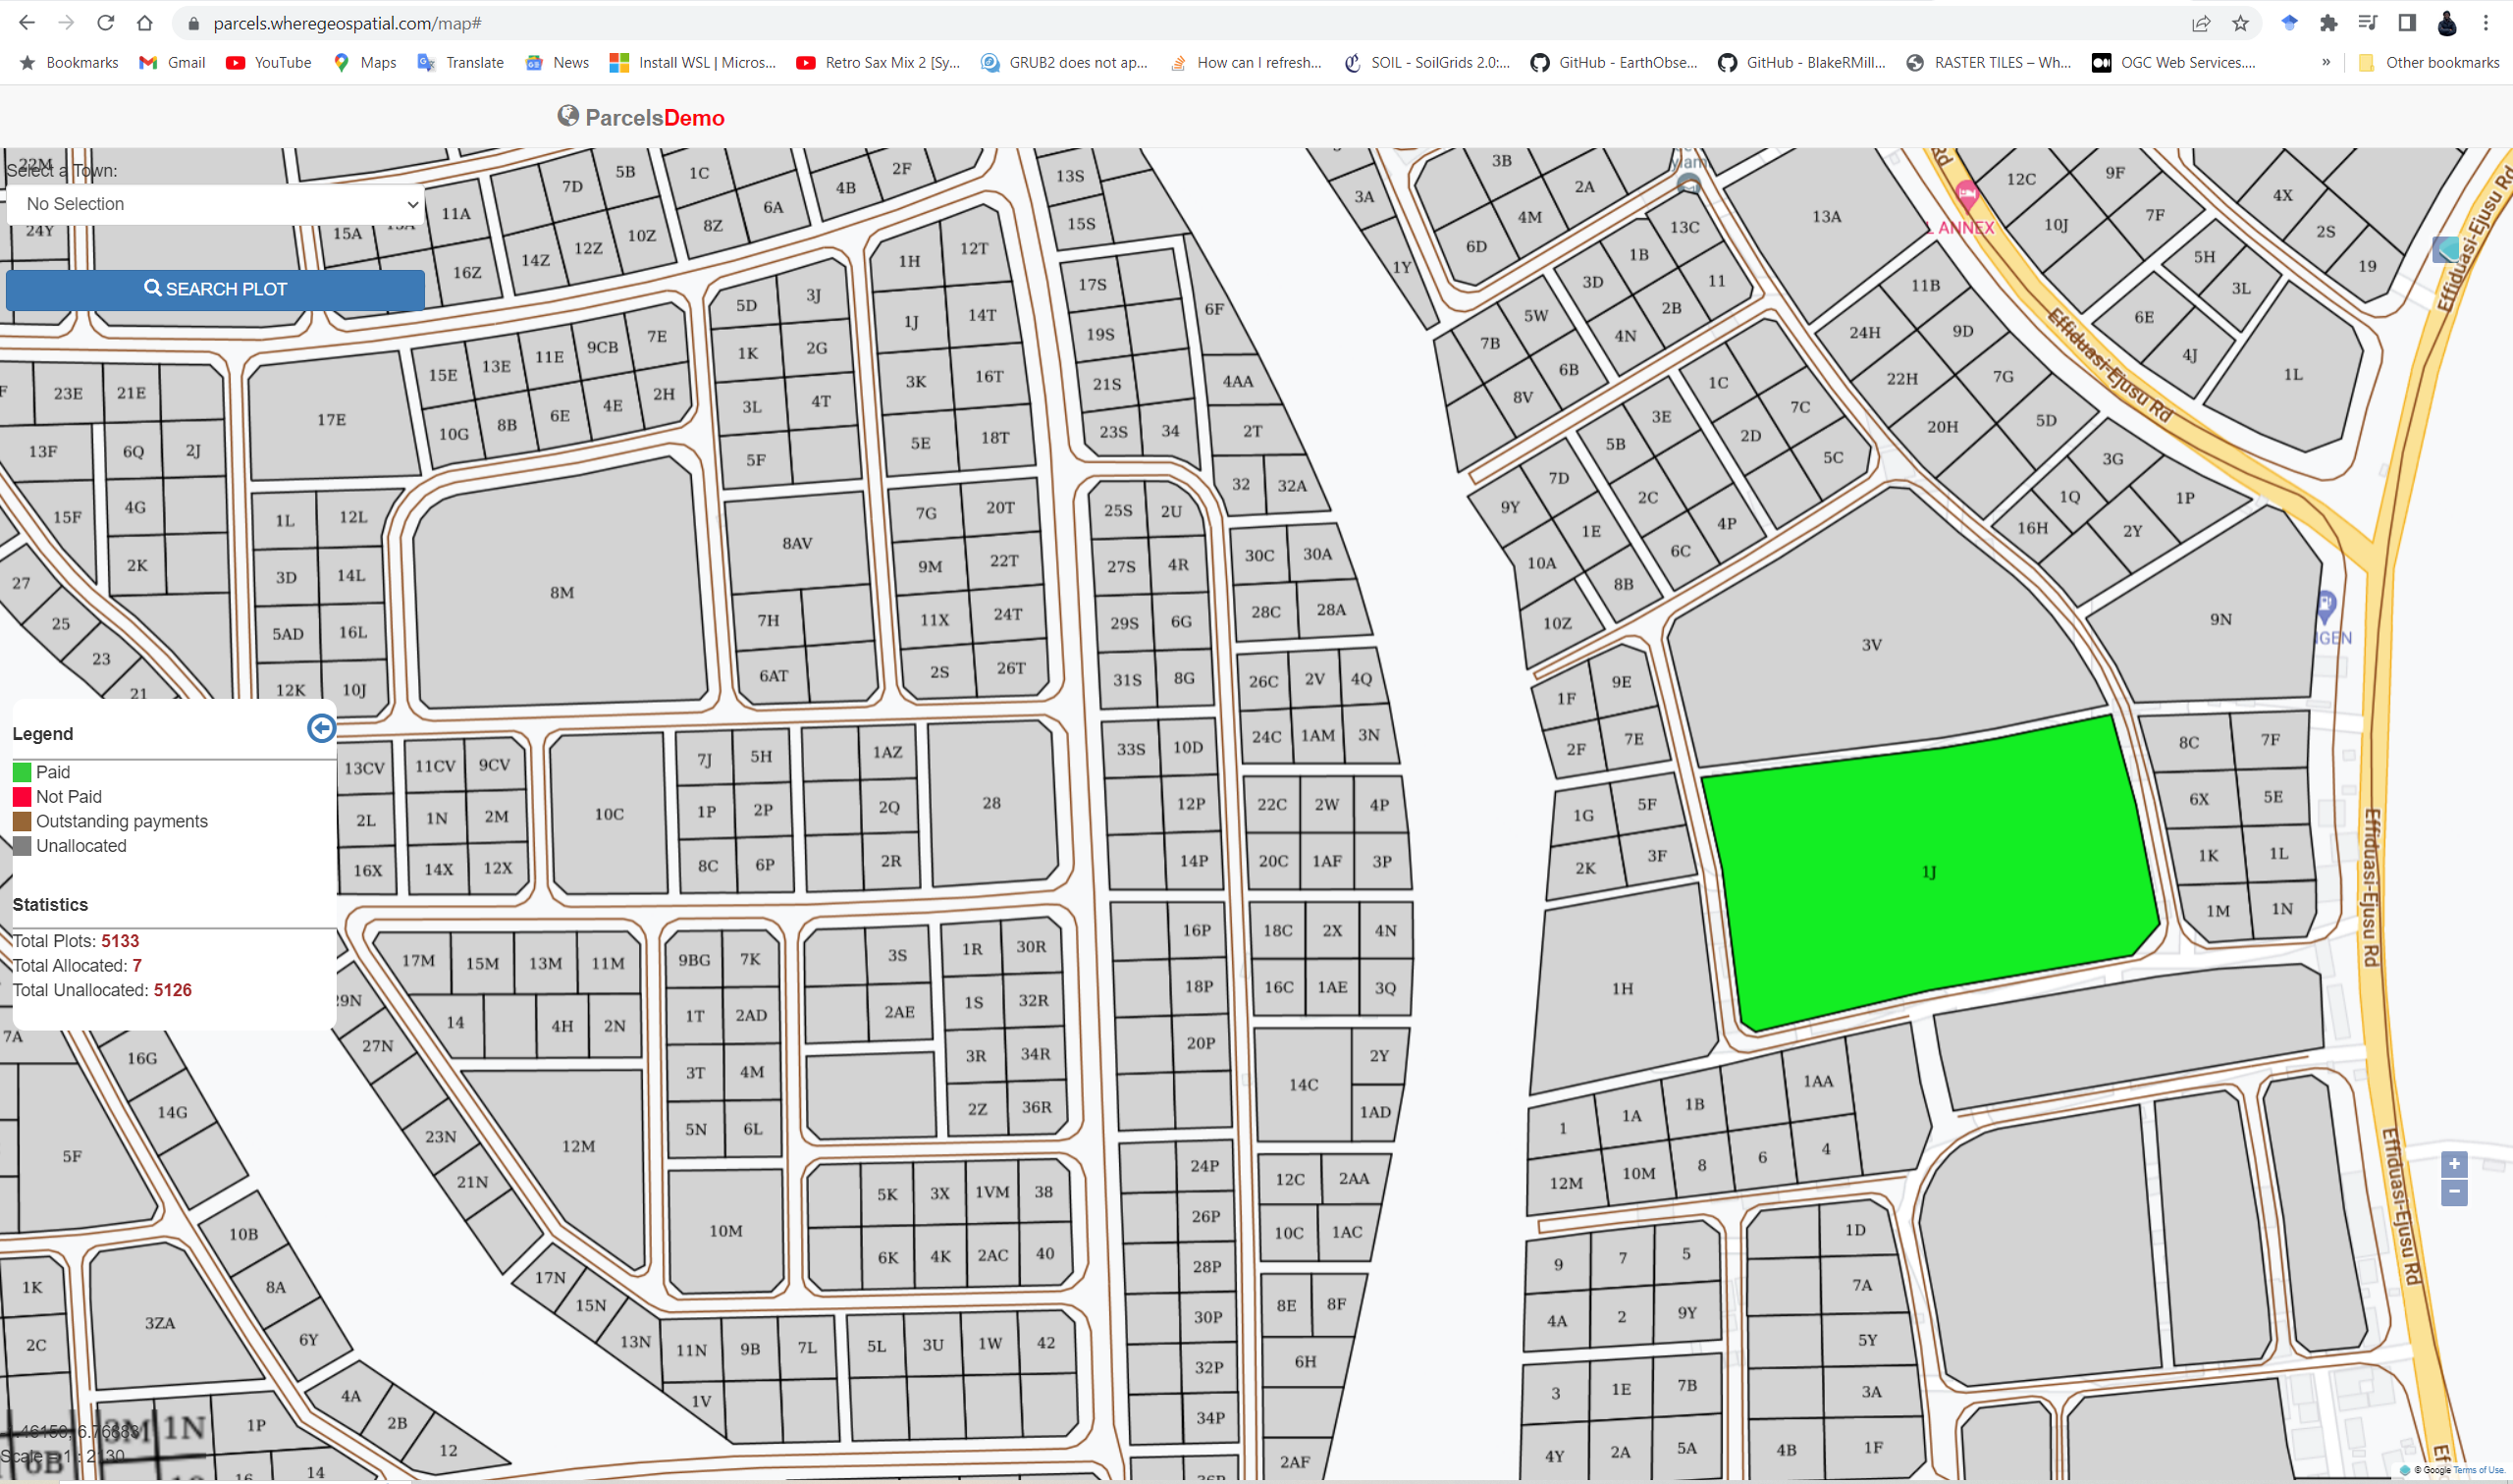 parcels.wheregeospatial.com/map#
Bookmarks Gmail YouTube Maps Translate News Install WSL | Micros... Retro Sax Mix 2 [Sy... GRUB2 does not ap... How can I refresh... SOIL - SoilGrids 2.0:... GitHub - EarthObse... GitHub - BlakeRMill... RASTER TILES – Wh... OGC Web Services.... » Other bookmarks
ParcelsDemo
Select a Town:
No Selection
SEARCH PLOT
Legend
Paid
Not Paid
Outstanding payments
Unallocated
Statistics
Total Plots: 5133
Total Allocated: 7
Total Unallocated: 5126
22M
24Y
15A
11A
16Z
7D 5B
14Z 12Z 10Z
1C
8Z 6A
4B 2F
13S
15S
3A
1Y
3B
2A
4M
6D
13C
1B
3D
11
2B
4N
13A
L ANNEX
12C 9F
10J 7F
4X
2S
19
5H
3L
6E
4J
1L
Effiduasi-Ejusu Rd
Effiduasi-Ejusu Rd
11B
24H 9D
22H 7G
20H 5D
3G
1Q 1P
16H 2Y
9N
23E 21E
13F 6Q 2J
15F 4G
2K
27
25
23
21
17E
15E 13E 11E 9CB 7E
10G 8B 6E 4E 2H
1L 12L
3D 14L
5AD 16L
12K 10J
8M
5D 3J
1K 2G
3L 4T
5F
8AV
7H
6AT
1H 12T
1J 14T
3K 16T
5E 18T
7G 20T
9M 22T
11X 24T
2S 26T
17S
19S
21S
23S 34
6F
4AA
2T
32 32A
25S 2U
27S 4R
29S 6G
31S 8G
30C 30A
28C 28A
26C 2V 4Q
24C 1AM 3N
5W
7B
6B
8V
1C
7C
2D
5C
3E
5B
2C
4P
6C
7D
9Y
1E
10A
8B
10Z
3V
9E
1F
7E
2F
5F
1G
3F
2K
1H
1J
8C 7F
6X 5E
1K 1L
1M 1N
13CV 11CV 9CV
2L 1N 2M
16X 14X 12X
10C
7J 5H
1P 2P
8C 6P
1AZ
2Q
2R
28
33S 10D
12P
14P
22C 2W 4P
20C 1AF 3P
16P
18P
20P
18C 2X 4N
16C 1AE 3Q
14C 2Y
1AD
17M 15M 13M 11M
14 4H 2N
12M
9BG 7K
1T 2AD
3T 4M
5N 6L
10M
3S
2AE
1R 30R
1S 32R
3R 34R
2Z 36R
5K 3X 1VM 38
6K 4K 2AC 40
29N
27N
23N
21N
17N
15N
13N
11N 9B 7L
1V
5L 3U 1W 42
24P
26P
28P
30P
32P
34P
12C 2AA
10C 1AC
8E 8F
6H
2AF
1 1A 1B 1AA
12M 10M 8 6 4
9 7 5
4A 2 9Y
3 1E 7B
4Y 2A 5A
1D
7A
5Y
3A
4B 1F
7A
16G
14G
5F
10B
8A
6Y
4A
2B
12
1K
2C
3ZA
3M 1N
1P
6B
16 14
Effiduasi-Ejusu Rd
Effiduasi-Ejusu Rd
+
−
© Google Terms of Use.